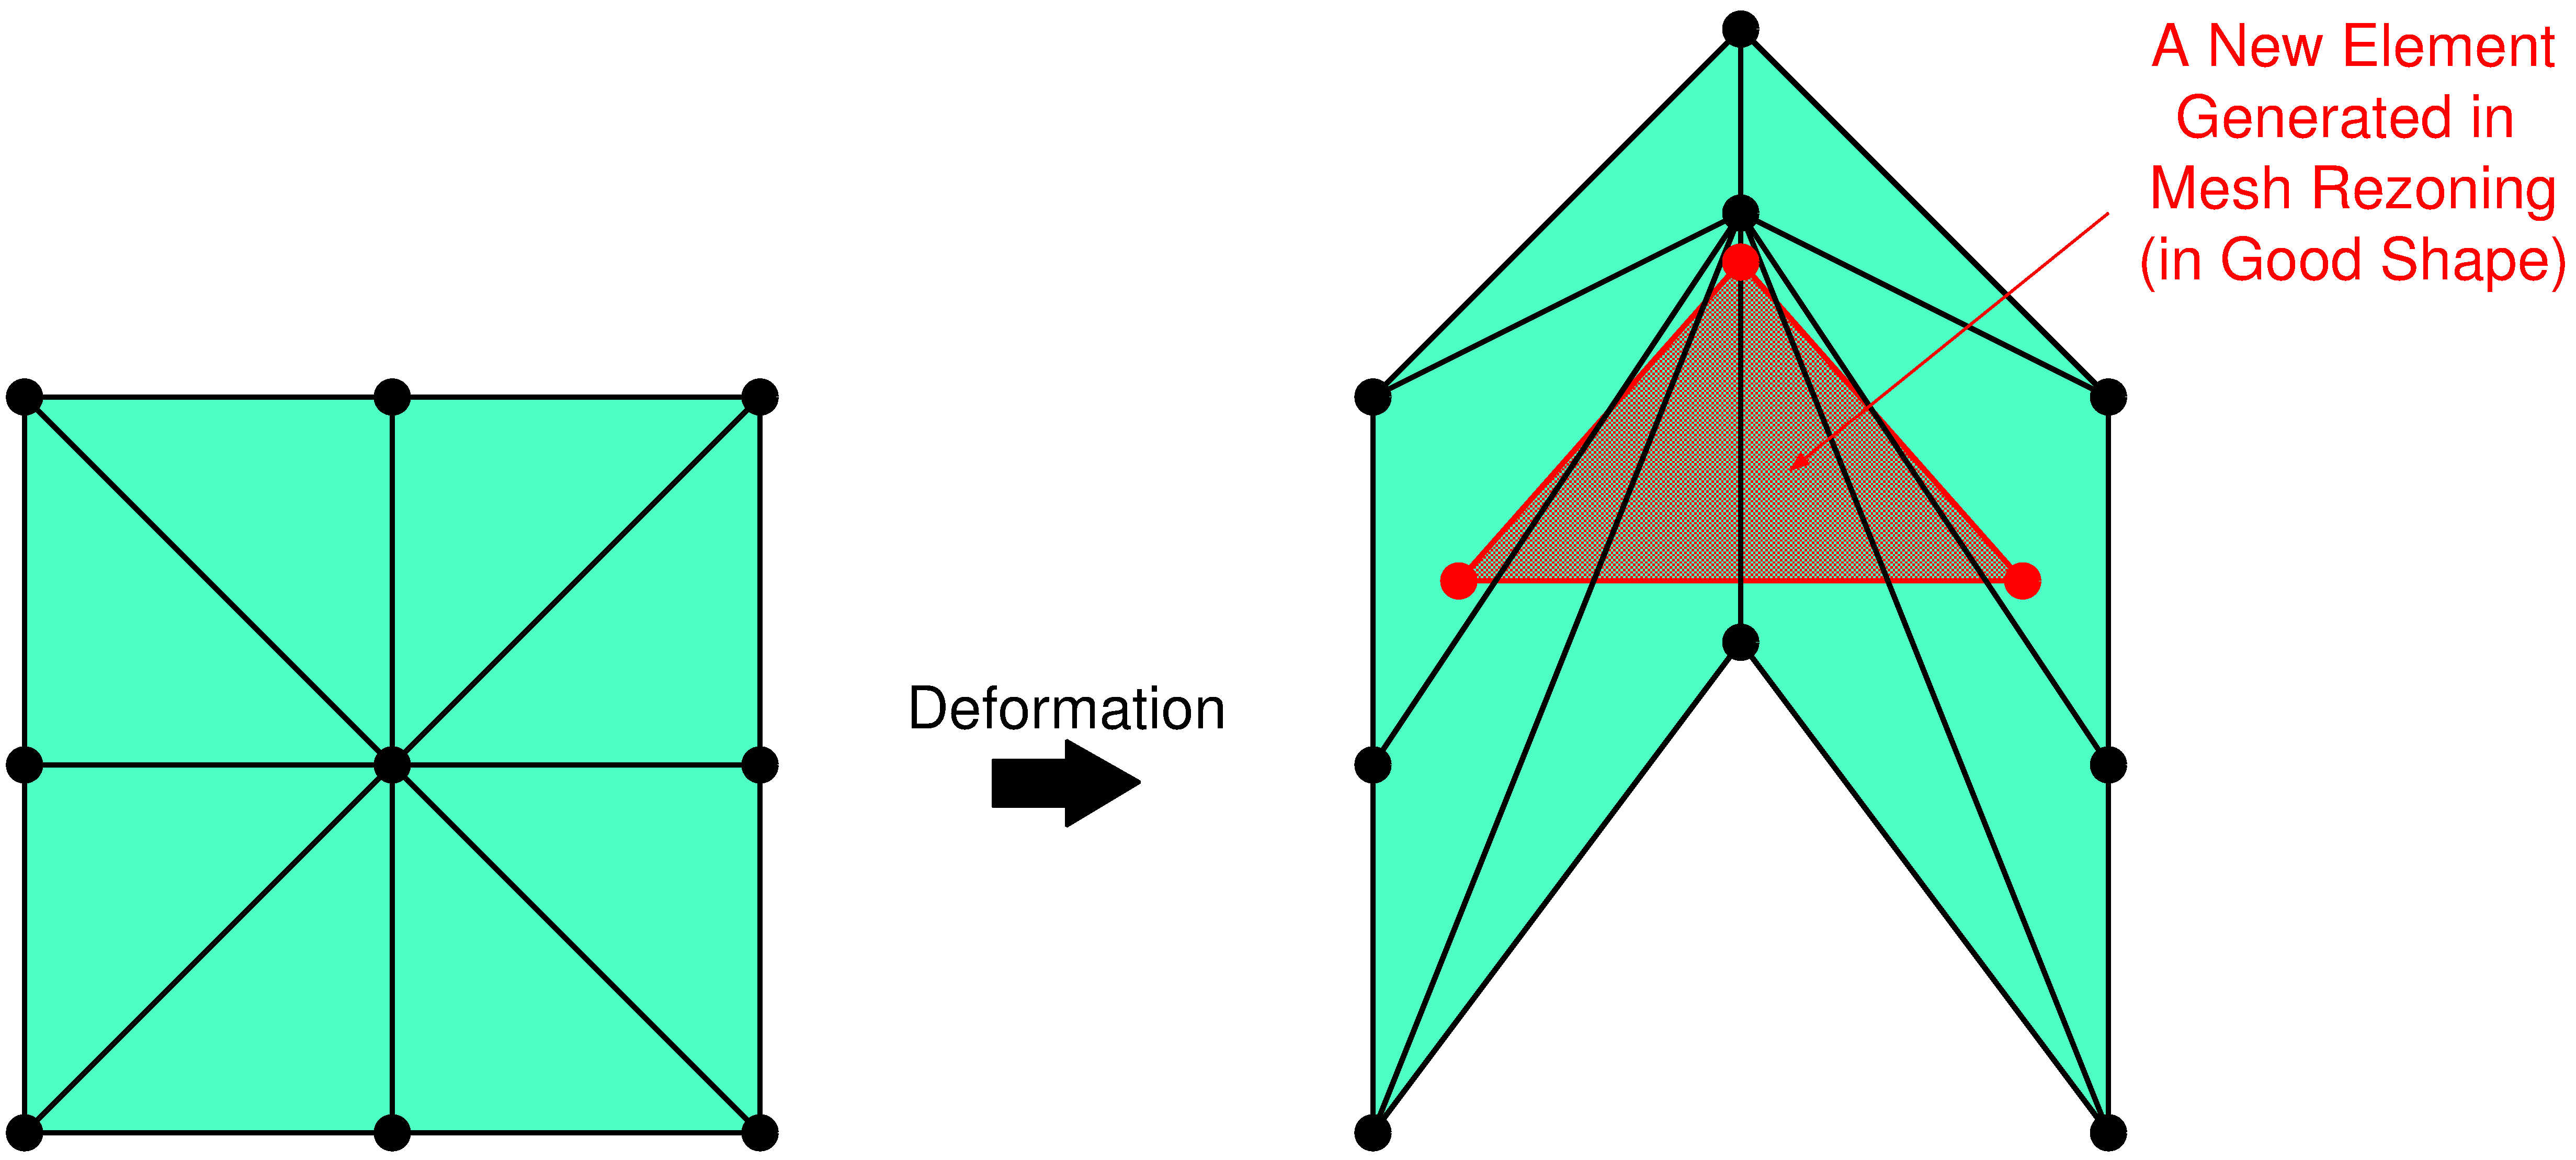 Deformation
A New Element
Generated in
Mesh Rezoning
(in Good Shape)